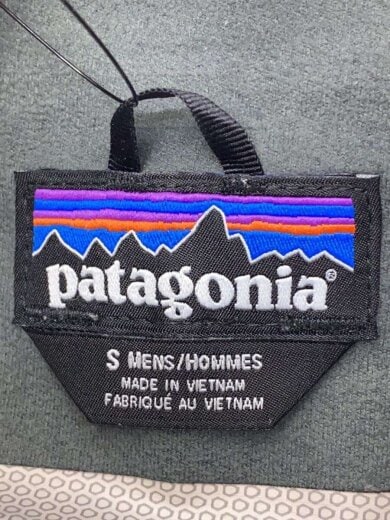 patagonia®
S MENS/HOMMES
MADE IN VIETNAM
FABRIQUÉ AU VIETNAM